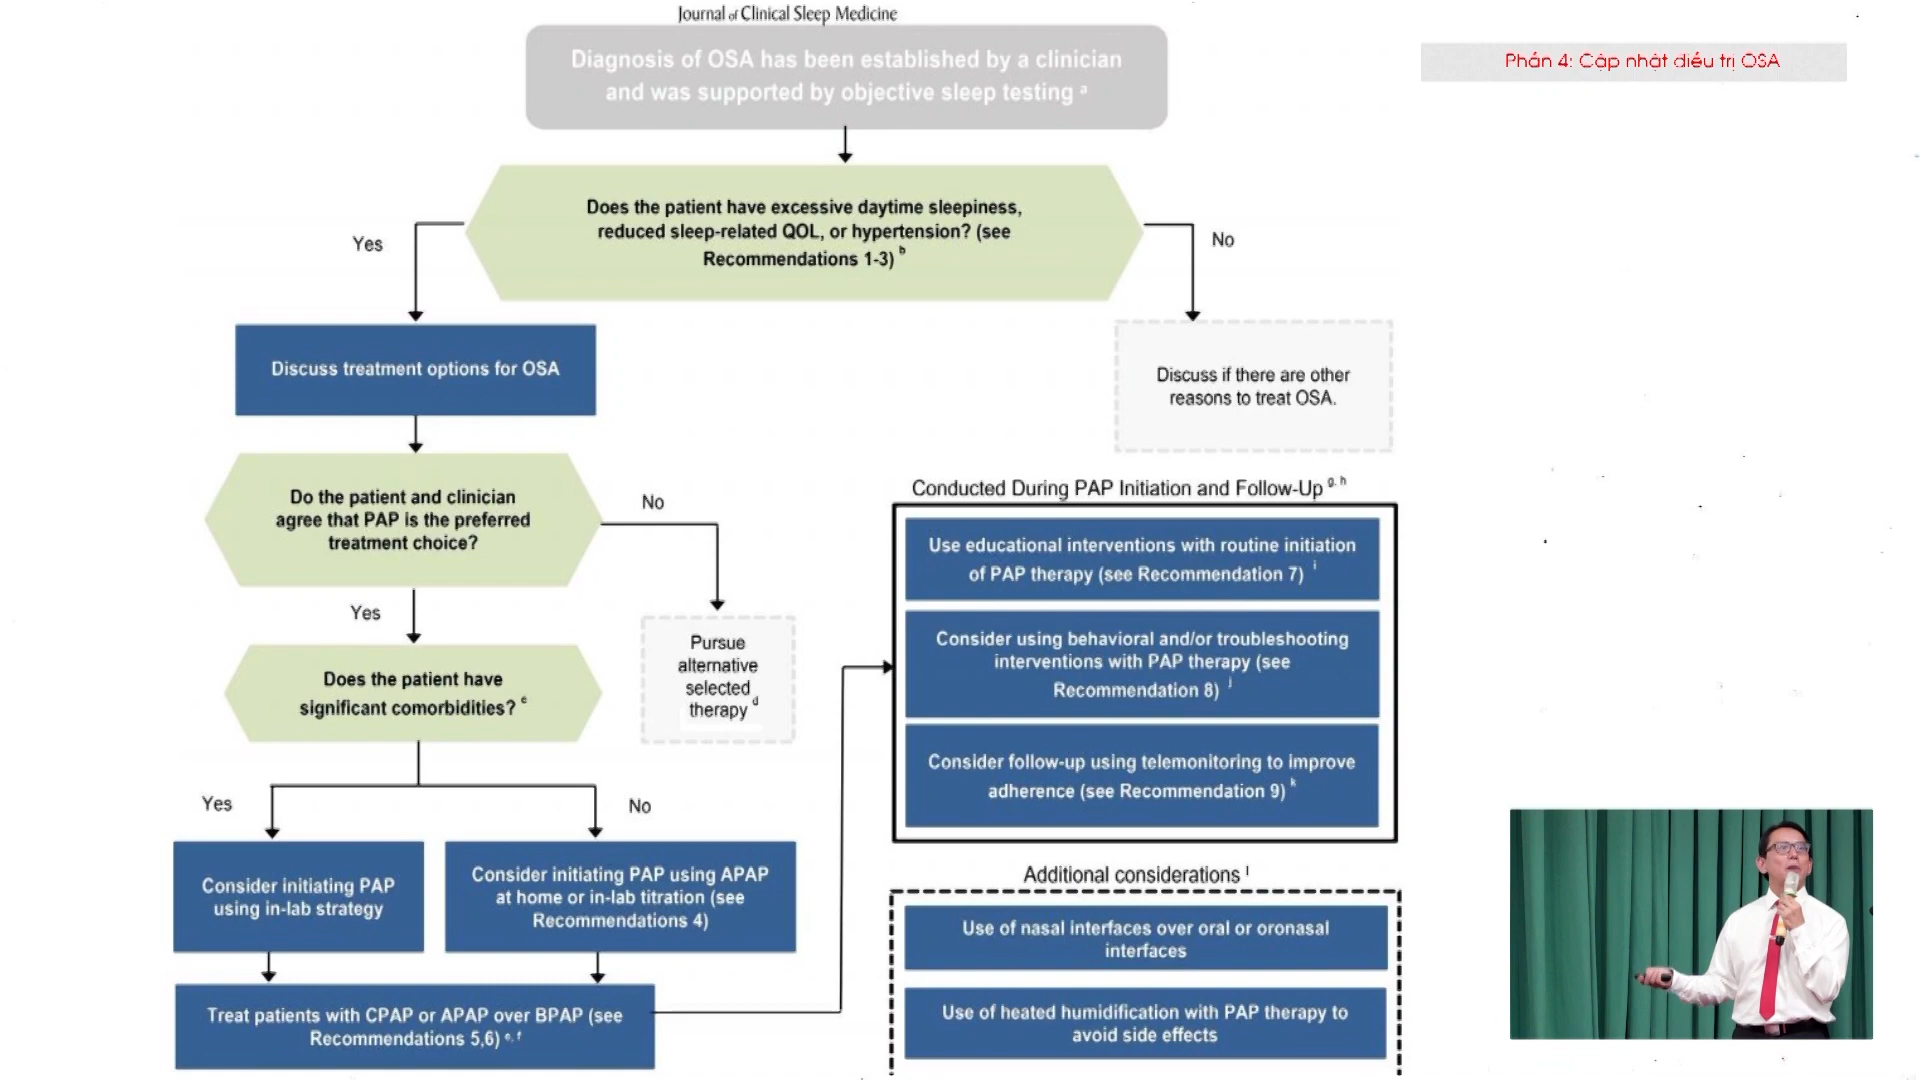 Journal of Clinical Sleep Medicine
Phần 4: Cập nhật điều trị OSA
Diagnosis of OSA has been established by a clinician
and was supported by objective sleep testing a
Does the patient have excessive daytime sleepiness,
reduced sleep-related QOL, or hypertension? (see
Recommendations 1-3) b
Yes
No
Discuss treatment options for OSA
Discuss if there are other
reasons to treat OSA.
Do the patient and clinician
agree that PAP is the preferred
treatment choice?
No
Yes
Pursue
alternative
selected
therapy d
Does the patient have
significant comorbidities? c
Yes
No
Consider initiating PAP
using in-lab strategy
Consider initiating PAP using APAP
at home or in-lab titration (see
Recommendations 4)
Treat patients with CPAP or APAP over BPAP (see
Recommendations 5,6) e, f
Conducted During PAP Initiation and Follow-Up g, h
Use educational interventions with routine initiation
of PAP therapy (see Recommendation 7) i
Consider using behavioral and/or troubleshooting
interventions with PAP therapy (see
Recommendation 8) j
Consider follow-up using telemonitoring to improve
adherence (see Recommendation 9) k
Additional considerations l
Use of nasal interfaces over oral or oronasal
interfaces
Use of heated humidification with PAP therapy to
avoid side effects